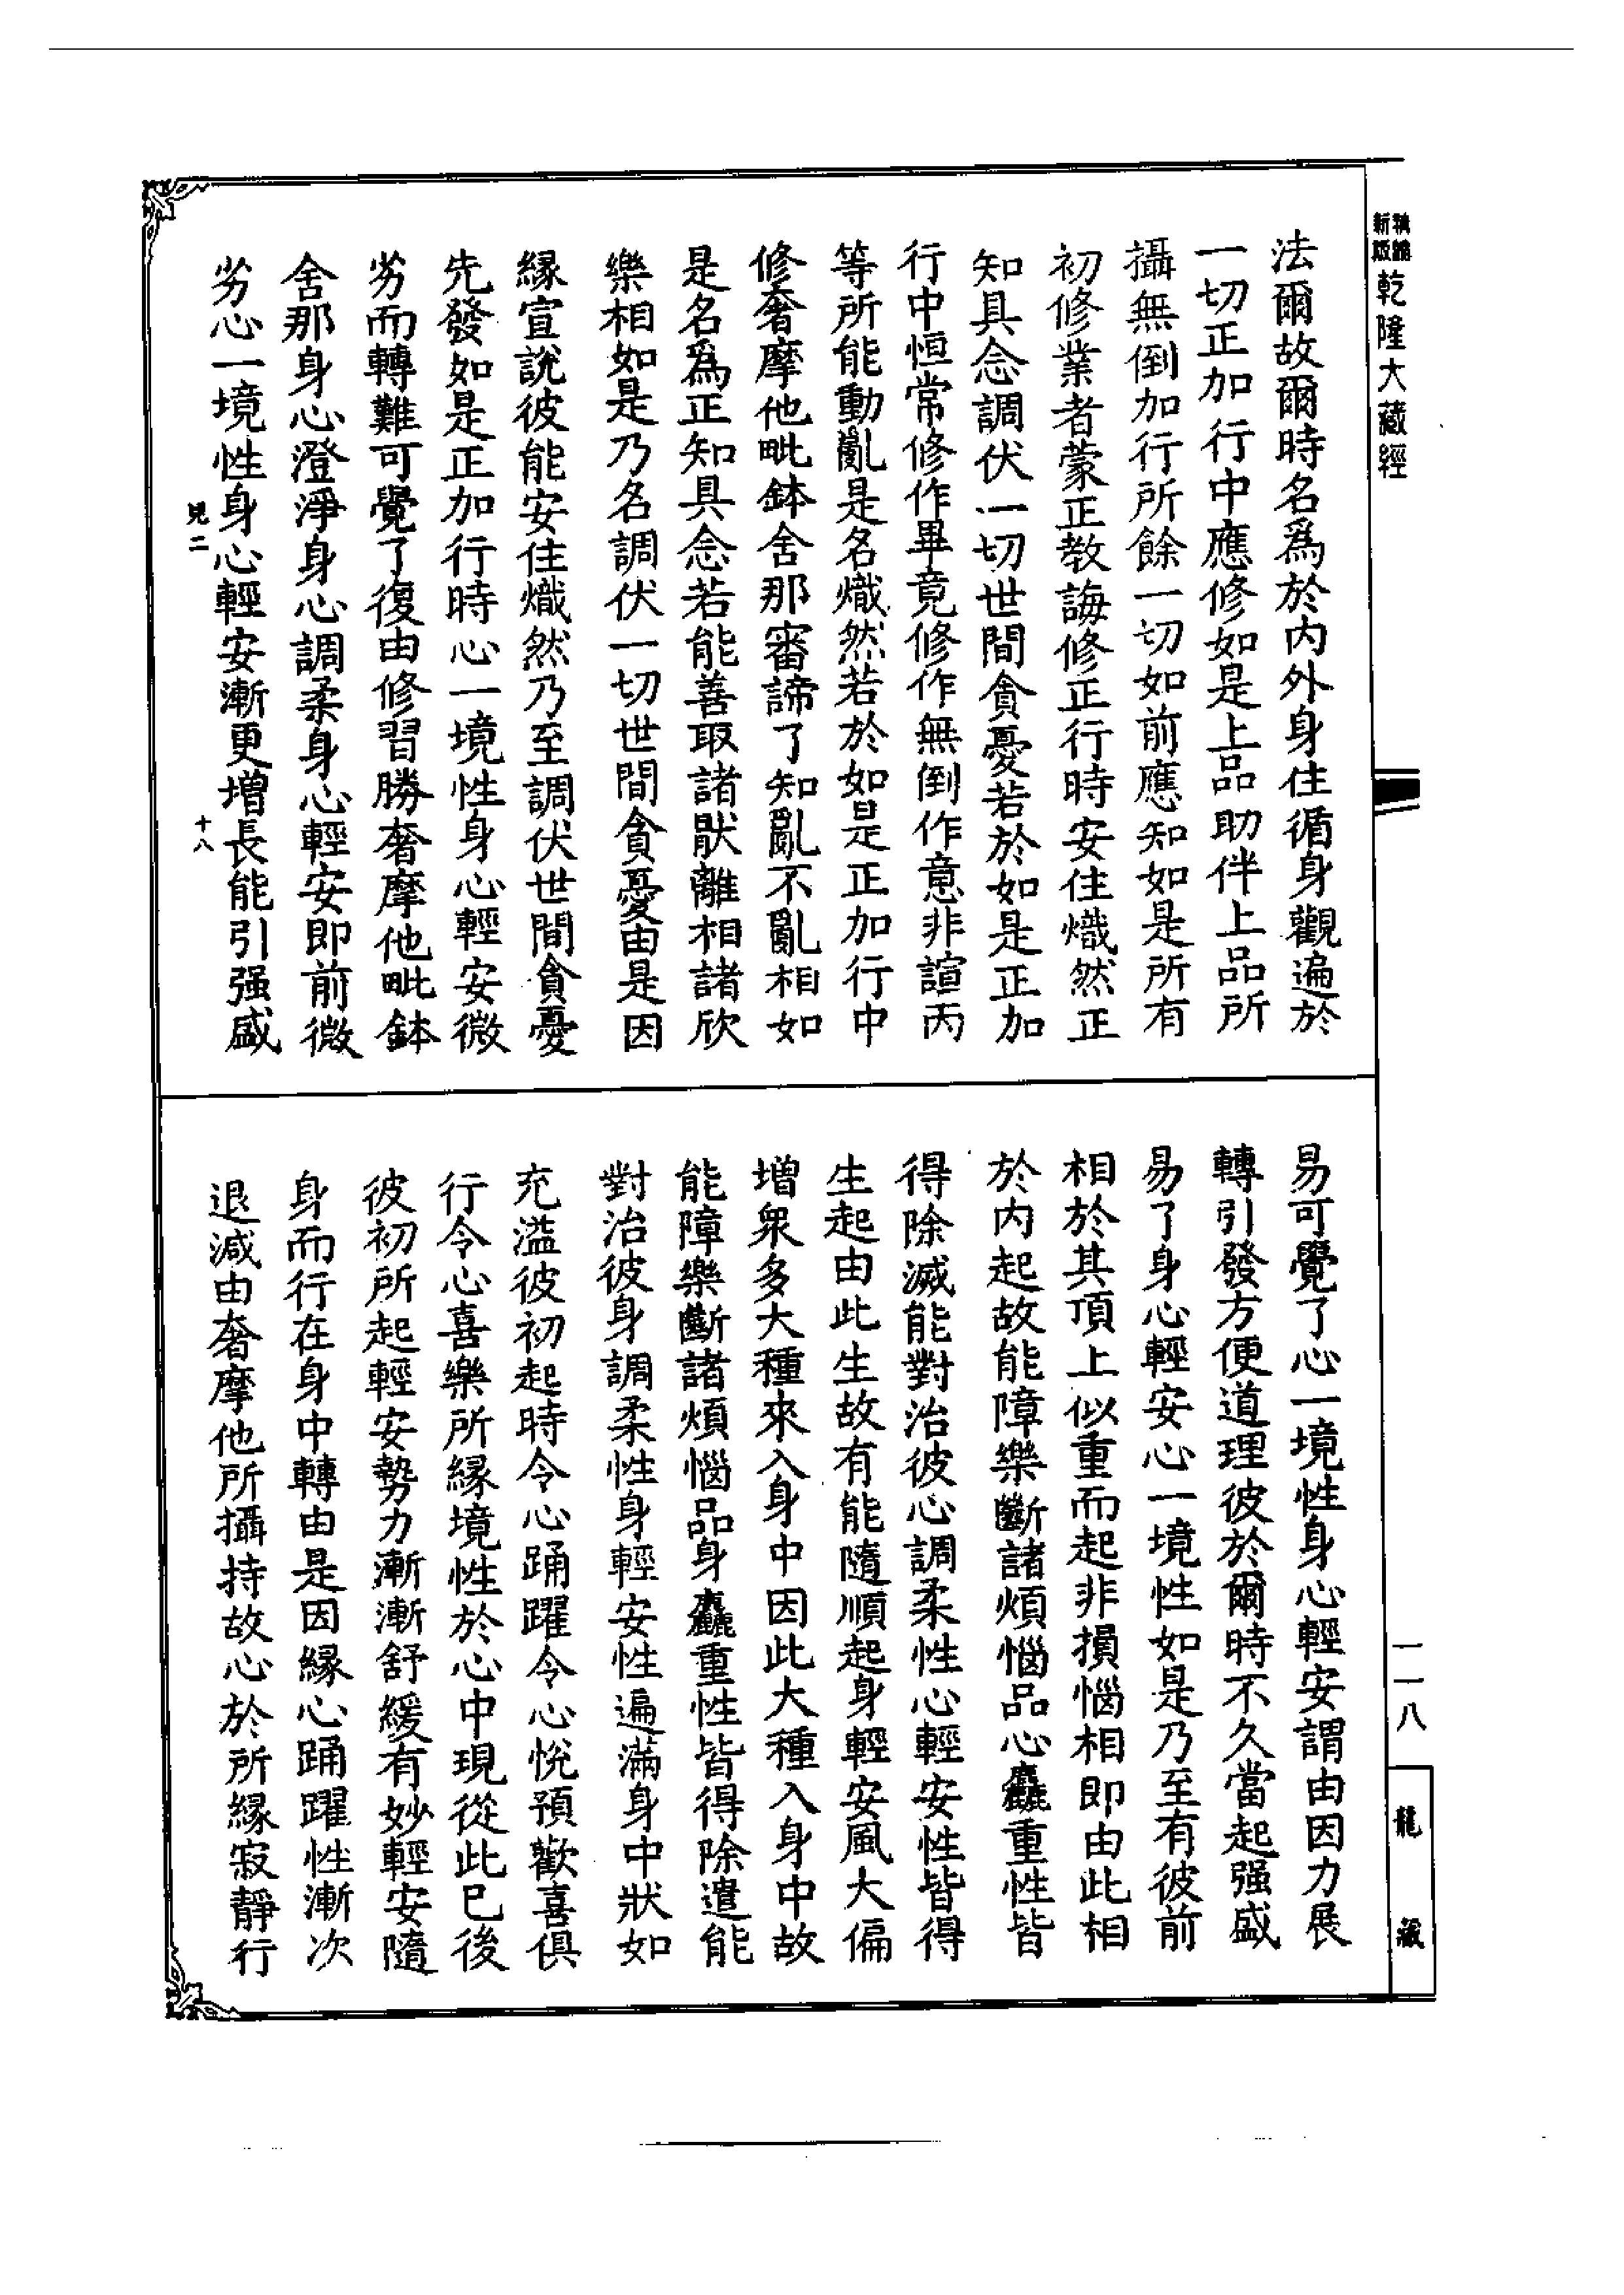 精編
新版
乾隆大藏經
法爾故爾時名爲於內外身住循身觀遍於
一切正加行中應修如是上品助伴上品所
攝無倒加行所餘一切如前應知如是所有
初修業者蒙正教誨修正行時安住熾然正
知具念調伏一切世間貪憂若於如是正加
行中恒常修作畢竟修作無倒作意非諠丙
等所能動亂是名熾然若於如是正加行中
修奢摩他毗鉢舍那審諦了知亂不亂相如
是名爲正知具念若能善取諸猒離相諸欣
樂相如是乃名調伏一切世間貪憂由是因
緣宣說彼能安住熾然乃至調伏世間貪憂
先發如是正加行時心一境性身心輕安微
劣而轉難可覺了復由修習勝奢摩他毗鉢
舍那身心澄淨身心調柔身心輕安即前微
劣心一境性身心輕安漸更增長能引强盛
兒二
十八
易可覺了心一境性身心輕安謂由因力展
轉引發方便道理彼於爾時不久當起强盛
易了身心輕安心一境性如是乃至有彼前
相於其頂上似重而起非損惱相即由此相
於內起故能障樂斷諸煩惱品心麤重性皆
得除滅能對治彼心調柔性心輕安性皆得
生起由此生故有能隨順起身輕安風大偏
增衆多大種來入身中因此大種入身中故
能障樂斷諸煩惱品身麤重性皆得除遣能
對治彼身調柔性身輕安性遍滿身中狀如
充溢彼初起時令心踊躍令心悅預歡喜俱
行令心喜樂所緣境性於心中現從此已後
彼初所起輕安勢力漸漸舒緩有妙輕安隨
身而行在身中轉由是因緣心踊躍性漸次
退減由奢摩他所攝持故心於所緣寂靜行
一一八
龍藏